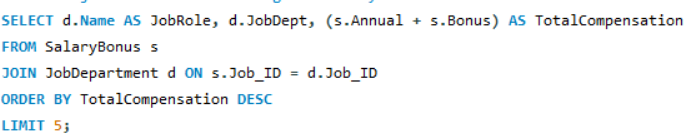 SELECT d.Name AS JobRole, d.JobDept, (s.Annual + s.Bonus) AS TotalCompensation
FROM SalaryBonus s
JOIN JobDepartment d ON s.Job_ID = d.Job_ID
ORDER BY TotalCompensation DESC
LIMIT 5;